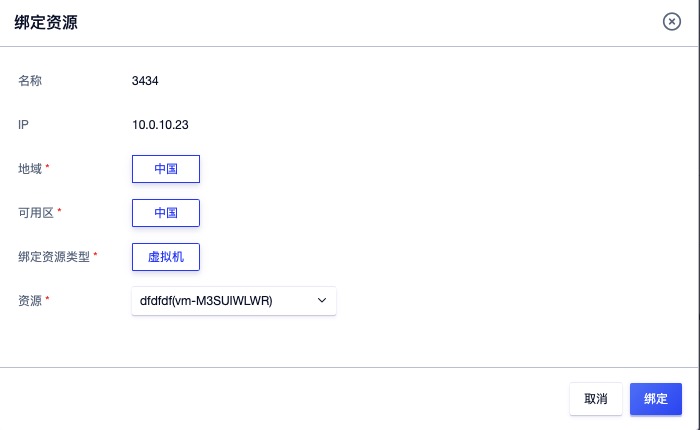 绑定资源
名称 3434
IP 10.0.10.23
地域 * 中国
可用区 * 中国
绑定资源类型 * 虚拟机
资源 * dfdfdf(vm-M3SUlWLWR)
取消 绑定